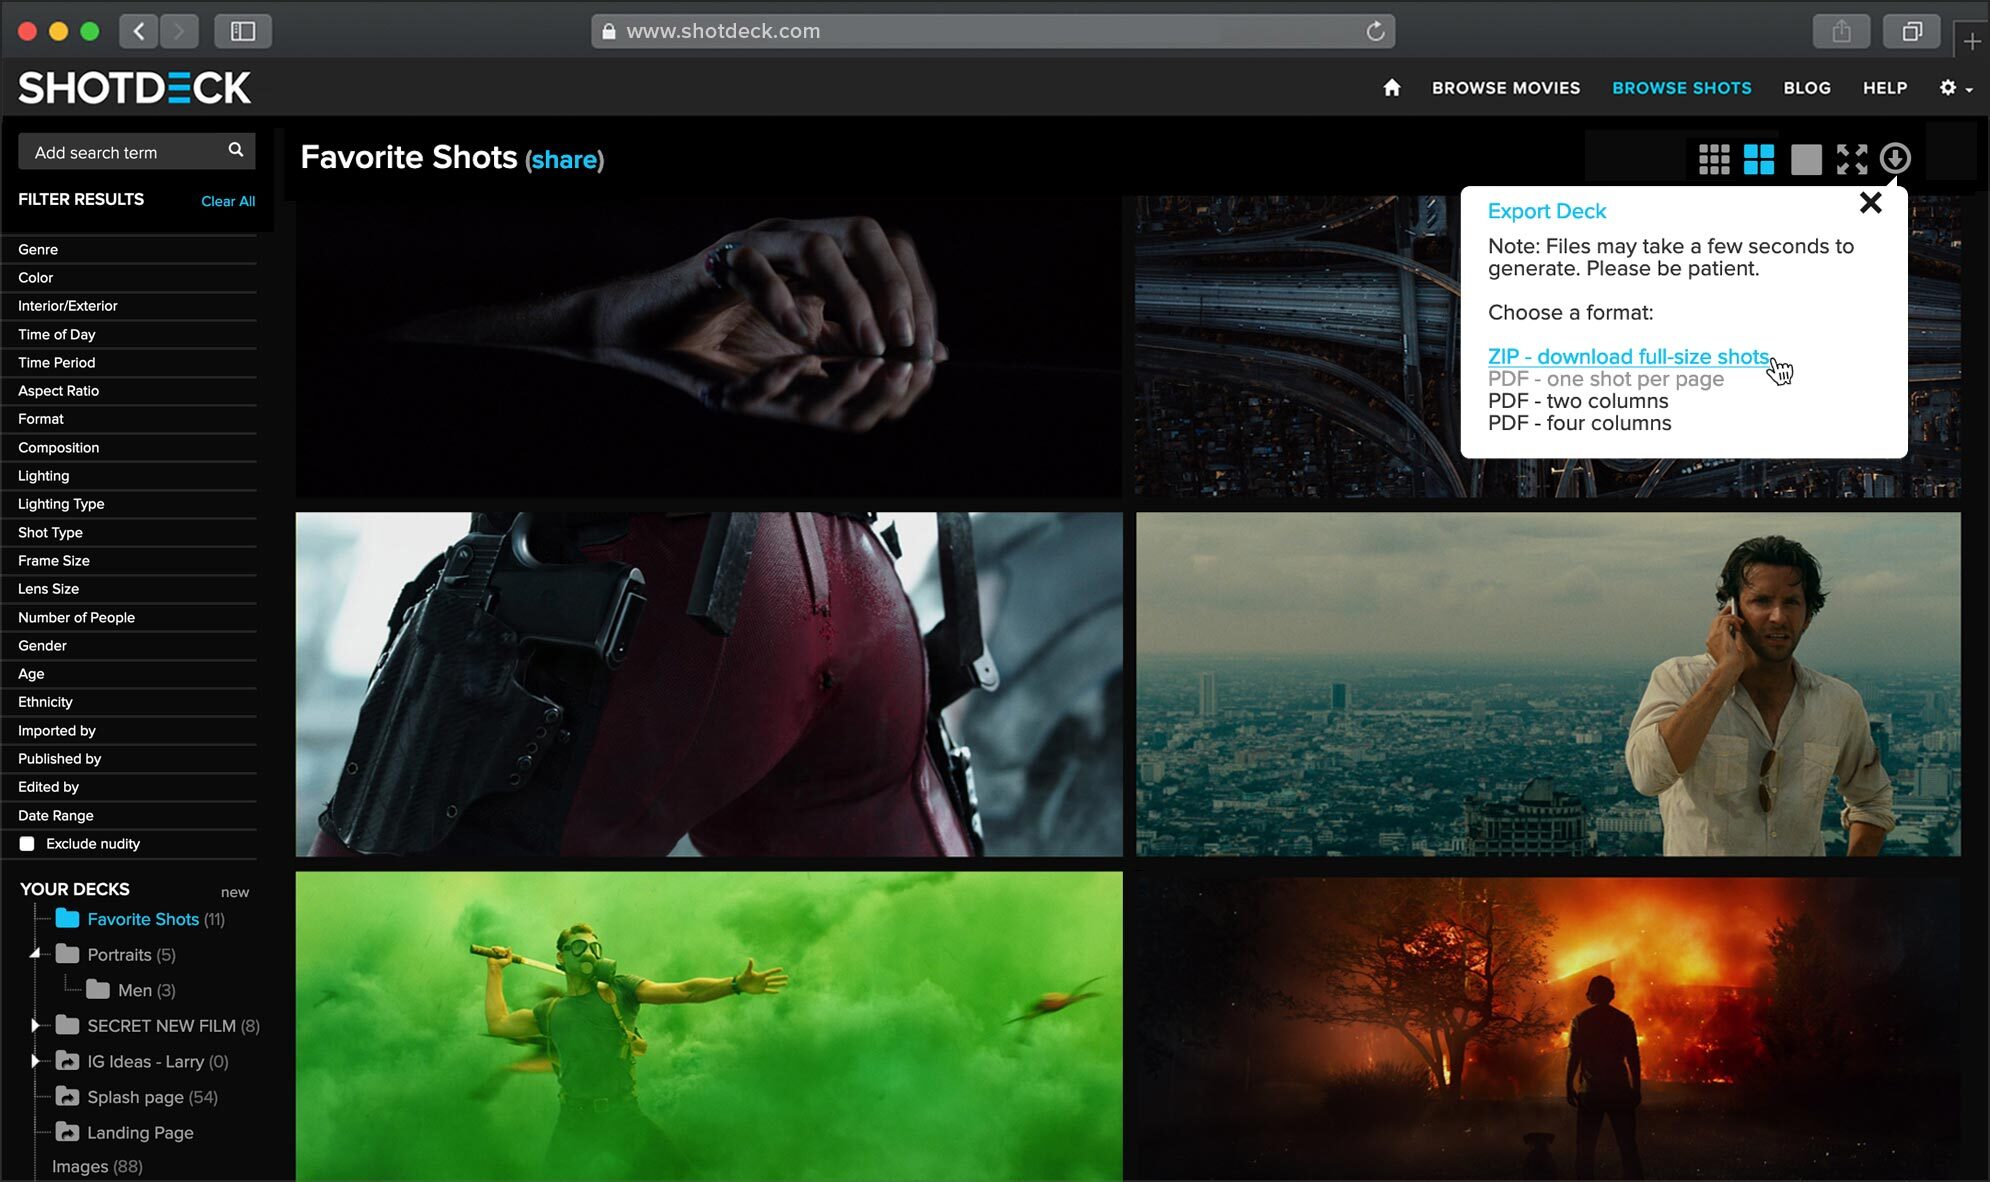 www.shotdeck.com
SHOTDECK
BROWSE MOVIES
BROWSE SHOTS
BLOG
HELP
Add search term
FILTER RESULTS
Clear All
Genre
Color
Interior/Exterior
Time of Day
Time Period
Aspect Ratio
Format
Composition
Lighting
Lighting Type
Shot Type
Frame Size
Lens Size
Number of People
Gender
Age
Ethnicity
Imported by
Published by
Edited by
Date Range
Exclude nudity
YOUR DECKS
new
Favorite Shots (11)
Portraits (5)
Men (3)
SECRET NEW FILM (8)
IG Ideas - Larry (0)
Splash page (54)
Landing Page
Images (88)
Favorite Shots (share)
Export Deck
Note: Files may take a few seconds to
generate. Please be patient.
Choose a format:
ZIP - download full-size shots
PDF - one shot per page
PDF - two columns
PDF - four columns